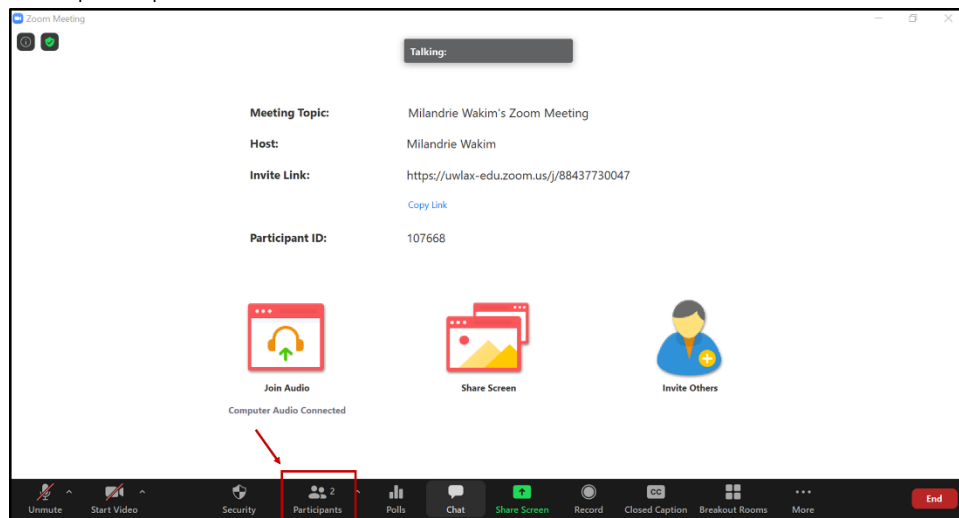 Zoom Meeting
Talking:
Meeting Topic: Milandrie Wakim's Zoom Meeting
Host: Milandrie Wakim
Invite Link: https://uwlax-edu.zoom.us/j/88437730047
Copy Link
Participant ID: 107668
Join Audio Share Screen Invite Others
Computer Audio Connected
2
CC
Unmute Start Video Security Participants Polls Chat Share Screen Record Closed Caption Breakout Rooms More End